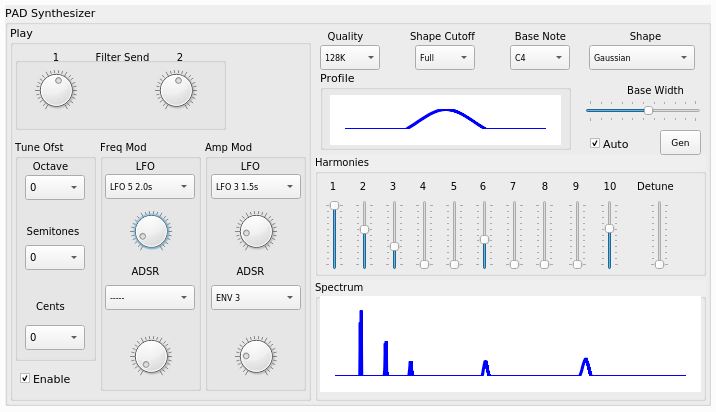 PAD Synthesizer
Play
1 Filter Send 2
Tune Ofst Freq Mod Amp Mod
Octave LFO LFO
0 LFO 5 2.0s LFO 3 1.5s
Semitones
0
ADSR ADSR
----- ENV 3
Cents
0
Enable
Quality Shape Cutoff Base Note Shape
128K Full C4 Gaussian
Profile
Base Width
Auto Gen
Harmonies
1 2 3 4 5 6 7 8 9 10 Detune
Spectrum